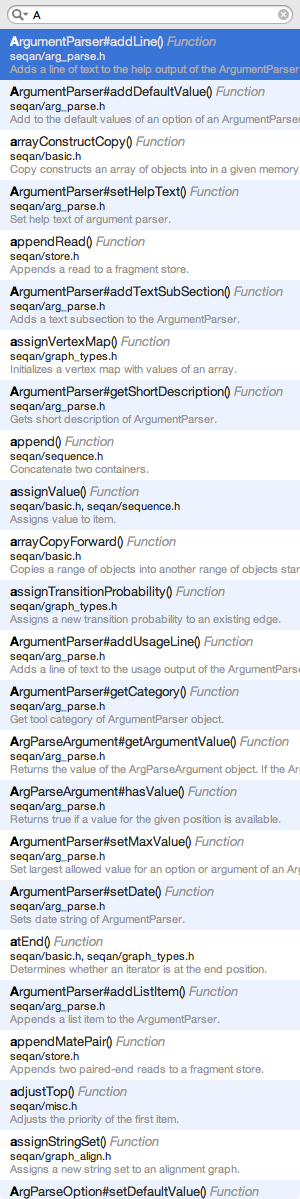 A
ArgumentParser#addLine() Function
seqan/arg_parse.h
Adds a line of text to the help output of the ArgumentParser
ArgumentParser#addDefaultValue() Function
seqan/arg_parse.h
Add to the default values of an option of an ArgumentParser
arrayConstructCopy() Function
seqan/basic.h
Copy constructs an array of objects into in a given memory
ArgumentParser#setHelpText() Function
seqan/arg_parse.h
Set help text of argument parser.
appendRead() Function
seqan/store.h
Appends a read to a fragment store.
ArgumentParser#addTextSubSection() Function
seqan/arg_parse.h
Adds a text subsection to the ArgumentParser.
assignVertexMap() Function
seqan/graph_types.h
Initializes a vertex map with values of an array.
ArgumentParser#getShortDescription() Function
seqan/arg_parse.h
Gets short description of ArgumentParser.
append() Function
seqan/sequence.h
Concatenate two containers.
assignValue() Function
seqan/basic.h, seqan/sequence.h
Assigns value to item.
arrayCopyForward() Function
seqan/basic.h
Copies a range of objects into another range of objects star
assignTransitionProbability() Function
seqan/graph_types.h
Assigns a new transition probability to an existing edge.
ArgumentParser#addUsageLine() Function
seqan/arg_parse.h
Adds a line of text to the usage output of the ArgumentParse
ArgumentParser#getCategory() Function
seqan/arg_parse.h
Get tool category of ArgumentParser object.
ArgParseArgument#getArgumentValue() Function
seqan/arg_parse.h
Returns the value of the ArgParseArgument object. If the Ar
ArgParseArgument#hasValue() Function
seqan/arg_parse.h
Returns true if a value for the given position is available.
ArgumentParser#setMaxValue() Function
seqan/arg_parse.h
Set largest allowed value for an option or argument of an Arg
ArgumentParser#setDate() Function
seqan/arg_parse.h
Sets date string of ArgumentParser.
atEnd() Function
seqan/basic.h, seqan/graph_types.h
Determines whether an iterator is at the end position.
ArgumentParser#addListItem() Function
seqan/arg_parse.h
Appends a list item to the ArgumentParser.
appendMatePair() Function
seqan/store.h
Appends two paired-end reads to a fragment store.
adjustTop() Function
seqan/misc.h
Adjusts the priority of the first item.
assignStringSet() Function
seqan/graph_align.h
Assigns a new string set to an alignment graph.
ArgParseOption#setDefaultValue() Function